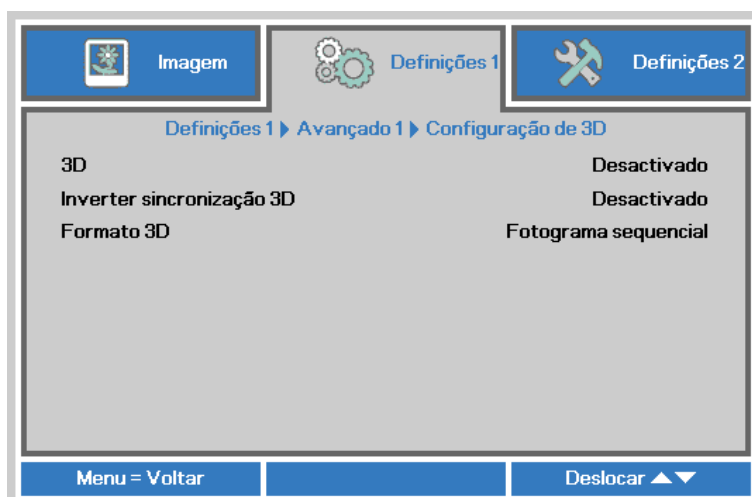 Imagem
Definições 1
Definições 2
Definições 1 Avançado 1 Configuração de 3D
3D Desactivado
Inverter sincronização 3D Desactivado
Formato 3D Fotograma sequencial
Menu = Voltar
Deslocar